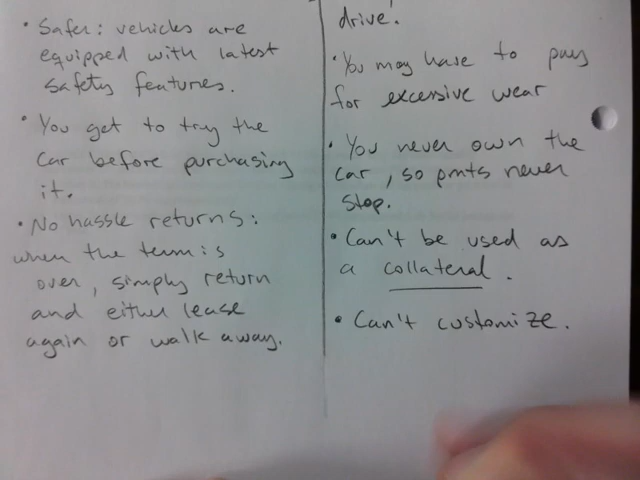 • Safer: vehicles are
equipped with latest
safety features.
• You get to try the
car before purchasing
it.
• No hassle returns:
when the term is
over, simply return
and either lease
again or walk away.
drive!
• You may have to pay
for excessive wear
• You never own the
car, so pmts never
stop.
• Can't be used as
a collateral.
• Can't customize.